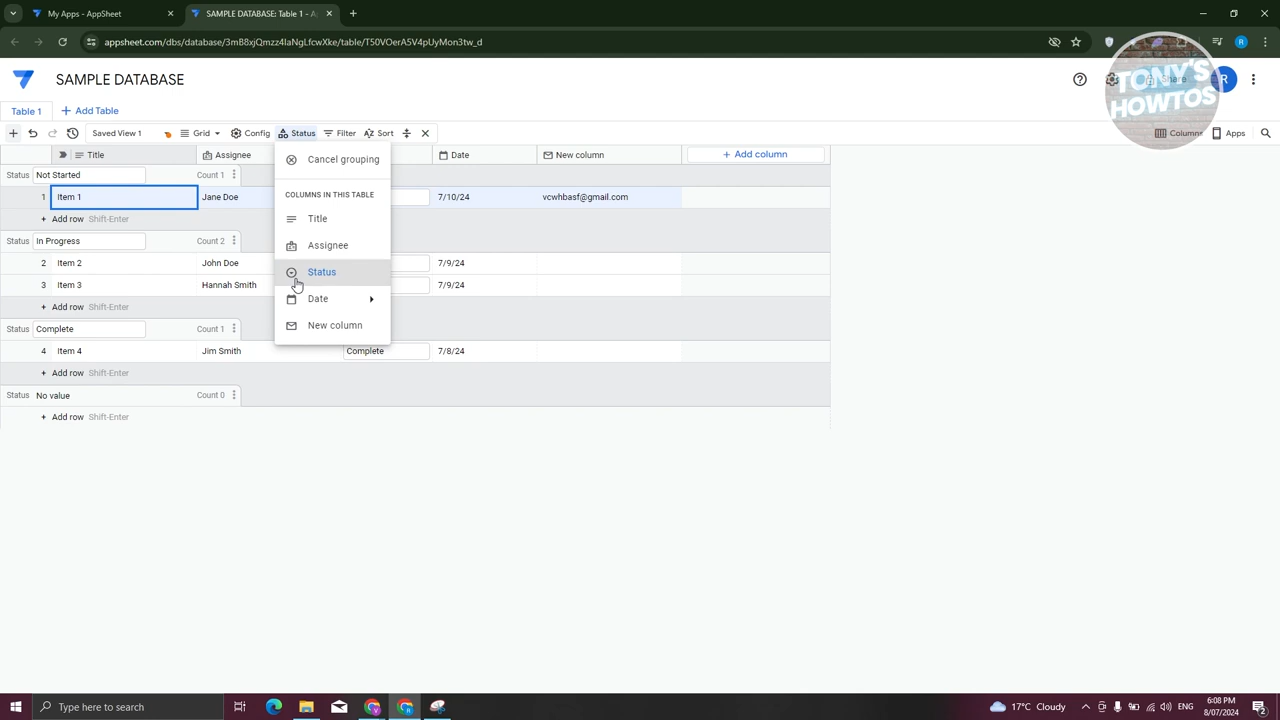 My Apps - AppSheet
SAMPLE DATABASE: Table 1 - A
appsheet.com/dbs/database/3mB8xjQmzz4IaNgLfcwXke/table/T50VOerA5V4pUyMon3tw_d
R
SAMPLE DATABASE
Share
R
TONY'S
HOWTOS
Table 1
+ Add Table
Saved View 1
Grid
Config
Status
Filter
Sort
Columns
Apps
Title
Assignee
Date
New column
+ Add column
Cancel grouping
COLUMNS IN THIS TABLE
Title
Assignee
Status
Date
New column
Status Not Started Count 1
1 Item 1 Jane Doe 7/10/24 vcwhbasf@gmail.com
+ Add row Shift-Enter
Status In Progress Count 2
2 Item 2 John Doe 7/9/24
3 Item 3 Hannah Smith 7/9/24
+ Add row Shift-Enter
Status Complete Count 1
4 Item 4 Jim Smith Complete 7/8/24
+ Add row Shift-Enter
Status No value Count 0
+ Add row Shift-Enter
Type here to search
17°C Cloudy
ENG
6:08 PM
8/07/2024
2